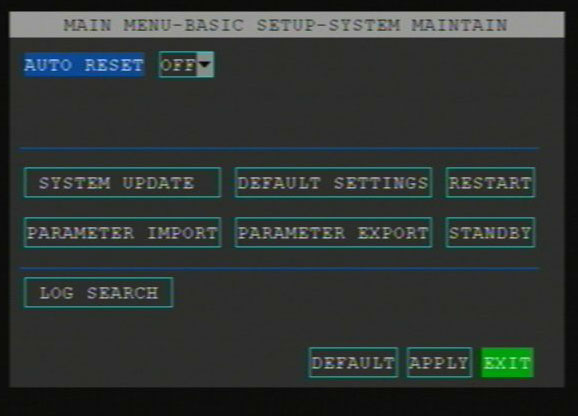 MAIN MENU-BASIC SETUP-SYSTEM MAINTAIN
AUTO RESET OFF
SYSTEM UPDATE DEFAULT SETTINGS RESTART
PARAMETER IMPORT PARAMETER EXPORT STANDBY
LOG SEARCH
DEFAULT APPLY EXIT